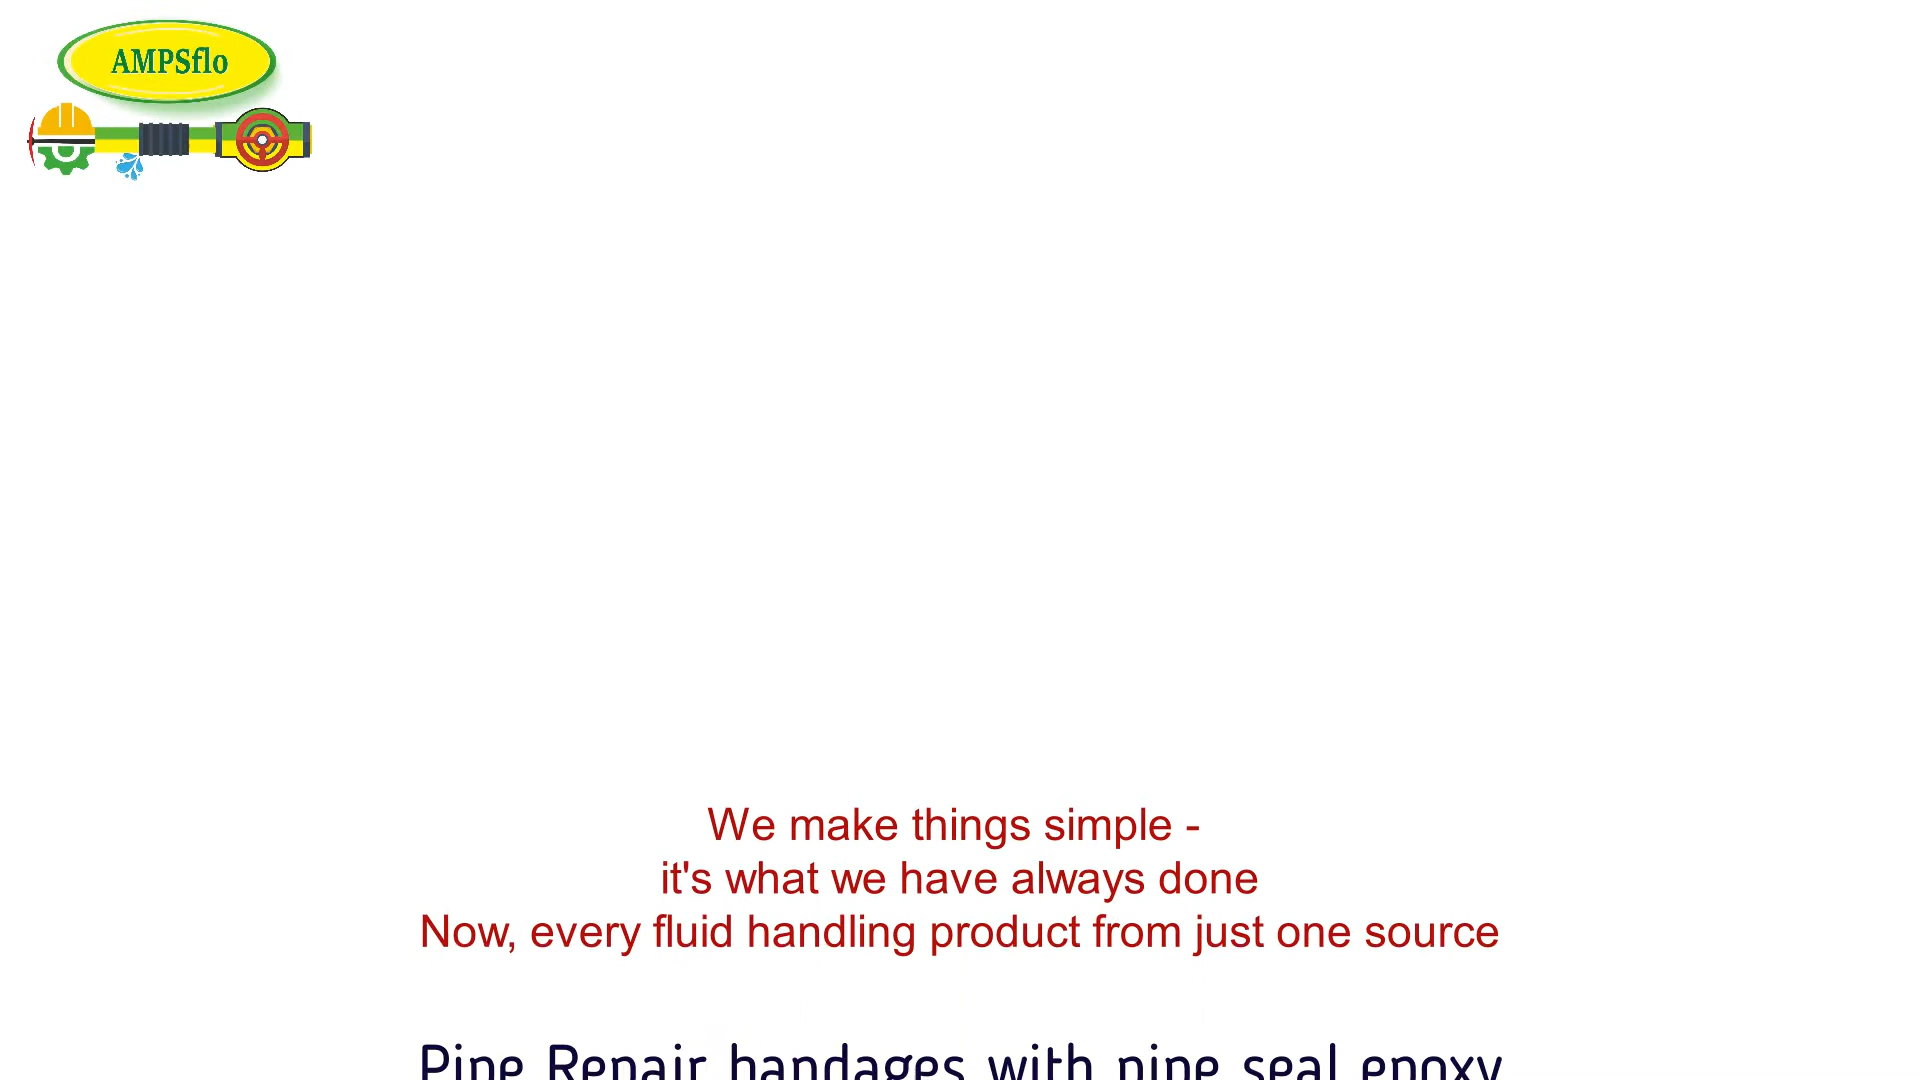 AMPSflo
We make things simple -
it's what we have always done
Now, every fluid handling product from just one source
Pipe Repair bandages with pipe seal epoxy